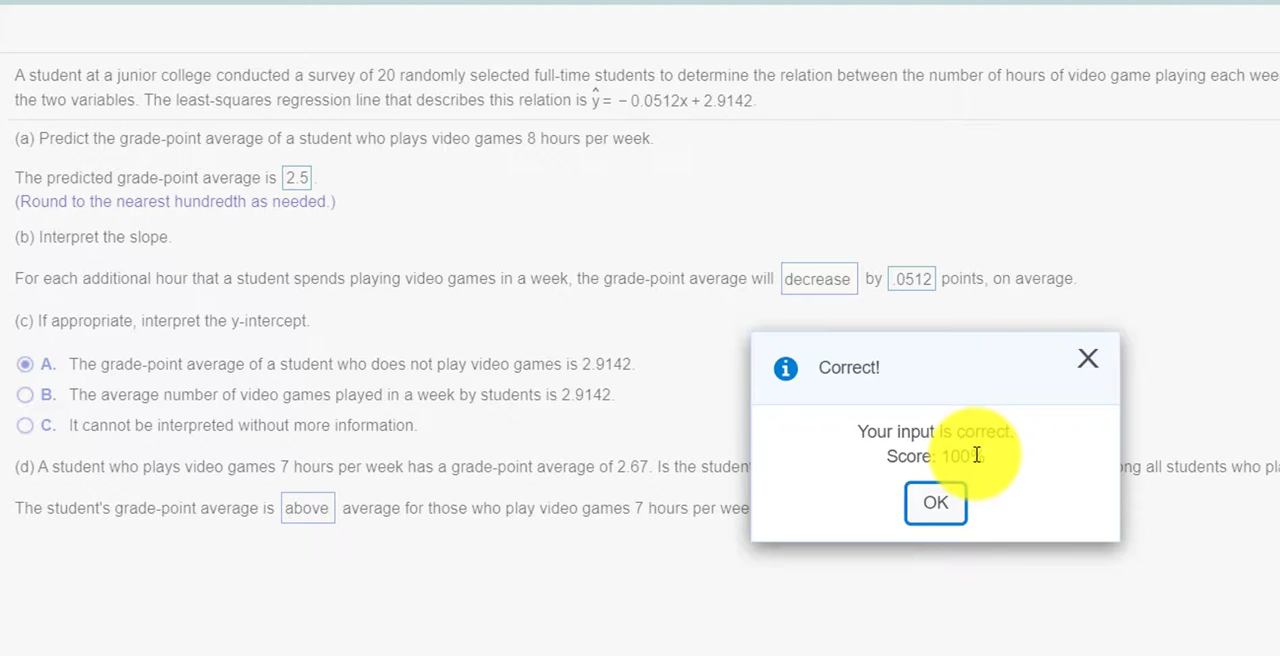 A student at a junior college conducted a survey of 20 randomly selected full-time students to determine the relation between the number of hours of video game playing each
the two variables. The least-squares regression line that describes this relation is ŷ = − 0.0512x + 2.9142.
(a) Predict the grade-point average of a student who plays video games 8 hours per week.
The predicted grade-point average is 2.5.
(Round to the nearest hundredth as needed.)
(b) Interpret the slope.
For each additional hour that a student spends playing video games in a week, the grade-point average will decrease by .0512 points, on average.
(c) If appropriate, interpret the y-intercept.
A. The grade-point average of a student who does not play video games is 2.9142.
B. The average number of video games played in a week by students is 2.9142.
C. It cannot be interpreted without more information.
(d) A student who plays video games 7 hours per week has a grade-point average of 2.67. Is the
all students who
The student's grade-point average is above average for those who play video games 7 hours per
Correct!
Your input is correct.
Score: 100%
OK